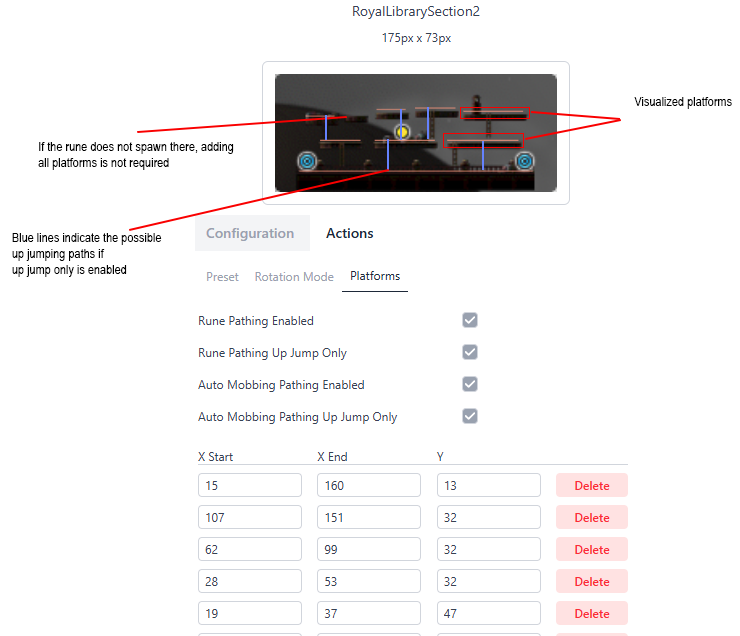 RoyalLibrarySection2
175px x 73px
Visualized platforms
If the rune does not spawn there, adding
all platforms is not required
Blue lines indicate the possible
up jumping paths if
up jump only is enabled
Configuration Actions
Preset Rotation Mode Platforms
Rune Pathing Enabled
Rune Pathing Up Jump Only
Auto Mobbing Pathing Enabled
Auto Mobbing Pathing Up Jump Only
X Start X End Y
15 160 13 Delete
107 151 32 Delete
62 99 32 Delete
28 53 32 Delete
19 37 47 Delete